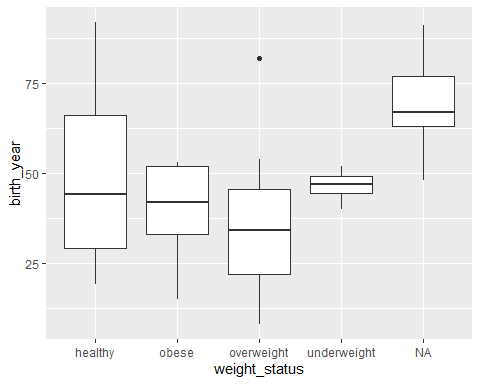 birth_year
75
50
25
healthy obese overweight underweight NA
weight_status